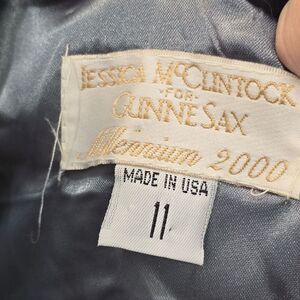 JESSICA McCLINTOCK
-FOR-
GUNNE SAX
Millennium 2000
MADE IN USA
11